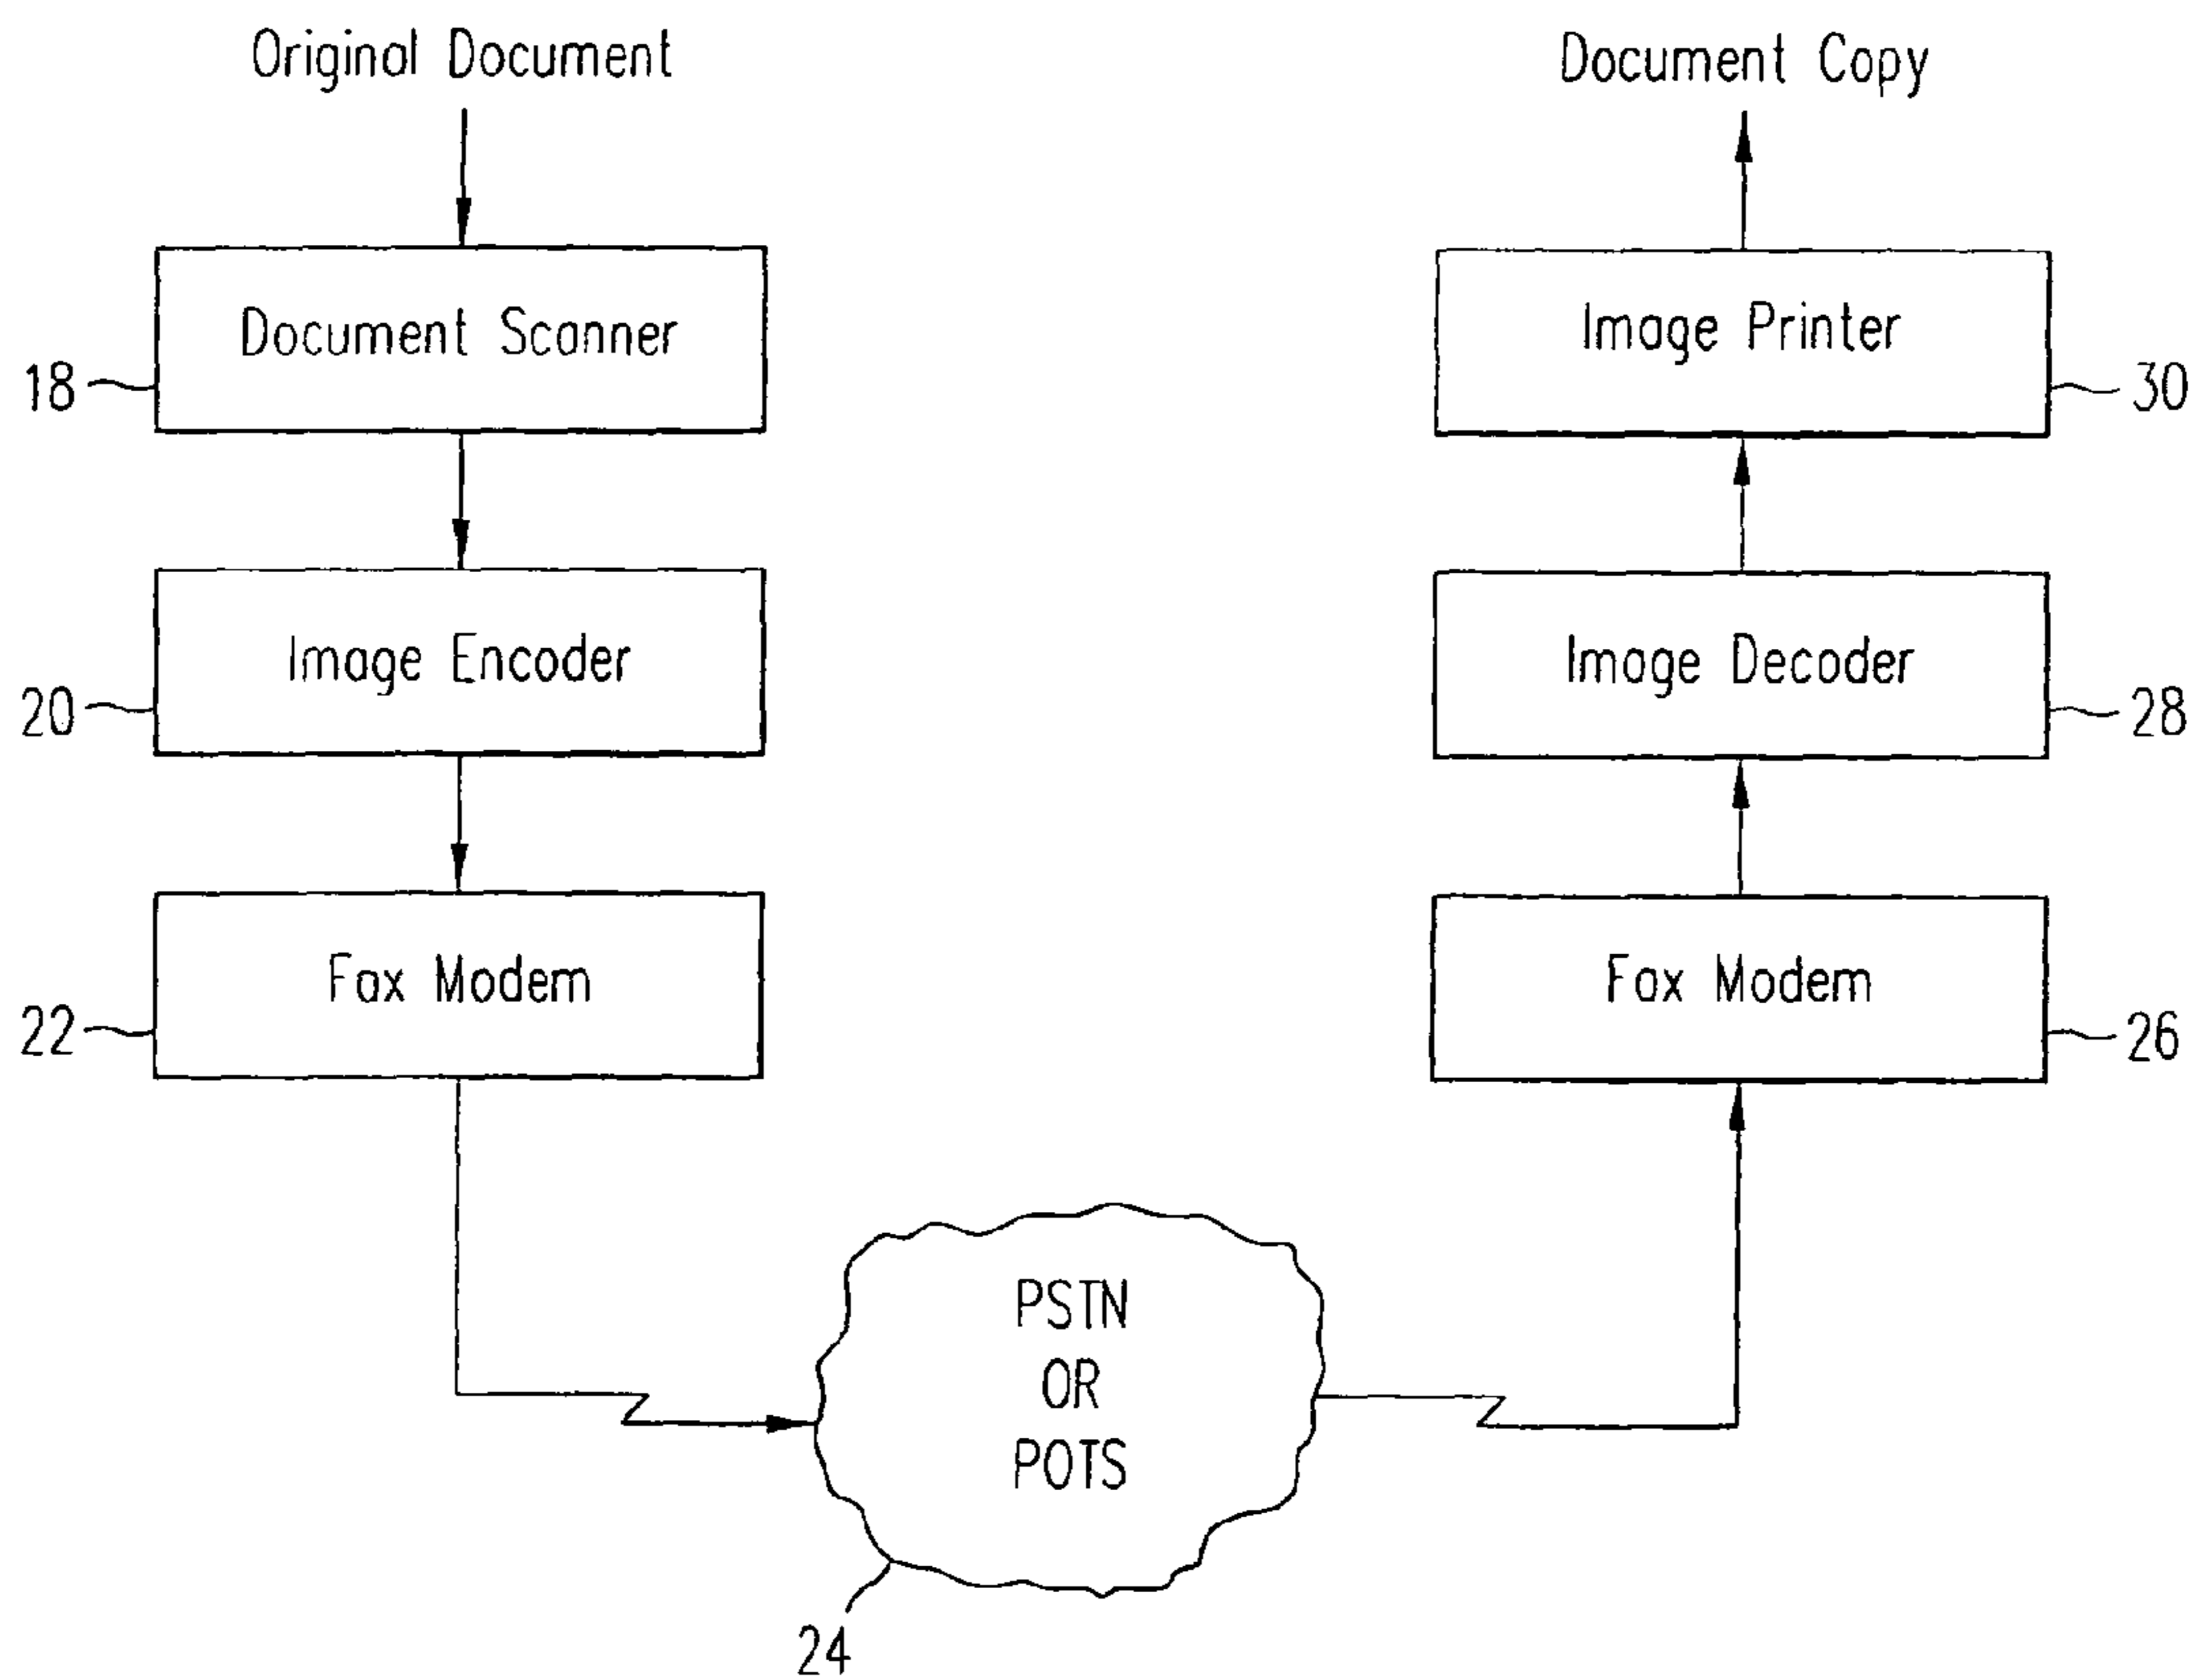 Original Document
Document Scanner
18
Image Encoder
20
Fax Modem
22
PSTN
OR
POTS
24
Document Copy
Image Printer
30
Image Decoder
28
Fax Modem
26